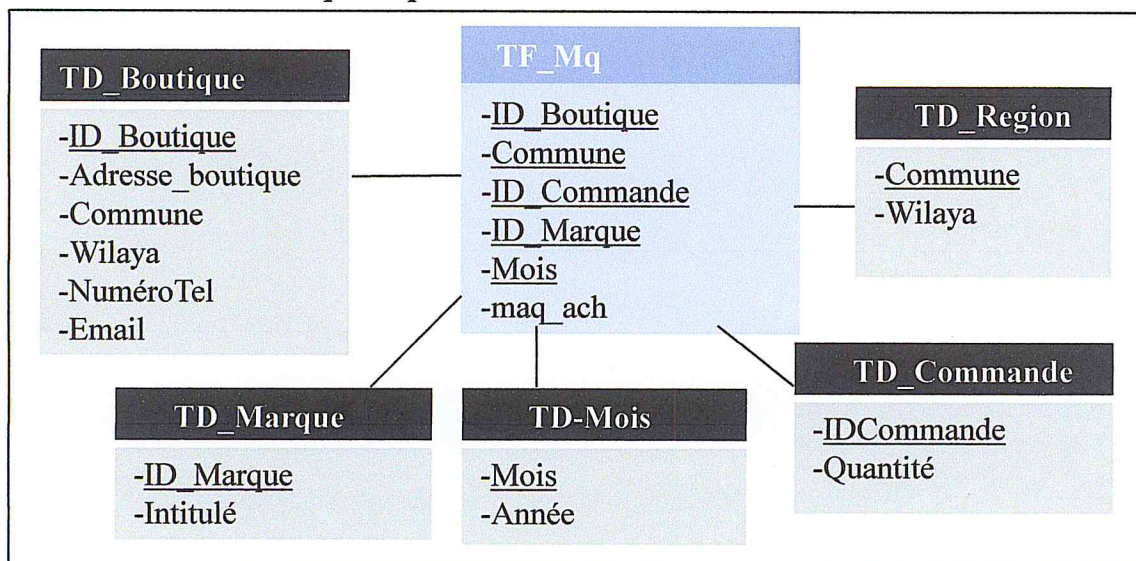 TD_Boutique
-ID_Boutique
-Adresse_boutique
-Commune
-Wilaya
-NuméroTel
-Email
TF_Mq
-ID_Boutique
-Commune
-ID_Commande
-ID_Marque
-Mois
-maq_ach
TD_Region
-Commune
-Wilaya
TD_Marque
-ID_Marque
-Intitulé
TD-Mois
-Mois
-Année
TD_Commande
-IDCommande
-Quantité